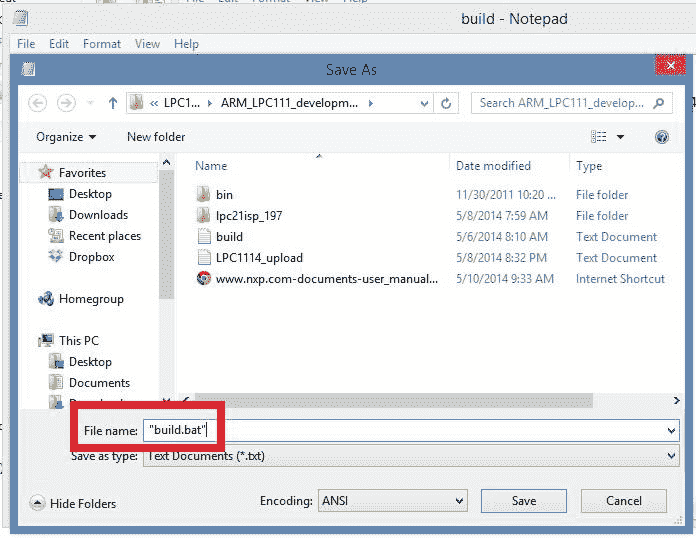 build - Notepad
File Edit Format View Help
Save As
« LPC1... ARM_LPC111_developm... Search ARM_LPC111_develop...
Organize New folder
Name Date modified Type
Favorites
Desktop
Downloads
Recent places
Dropbox
Homegroup
This PC
Desktop
Documents
bin 11/30/2011 10:20 ... File folder
lpc21isp_197 5/8/2014 7:59 AM File folder
build 5/6/2014 8:10 AM Text Document
LPC1114_upload 5/8/2014 8:32 PM Text Document
www.nxp.com-documents-user_manual... 5/10/2014 9:33 AM Internet Shortcut
File name: "build.bat"
Save as type: Text Documents (*.txt)
Hide Folders Encoding: ANSI Save Cancel